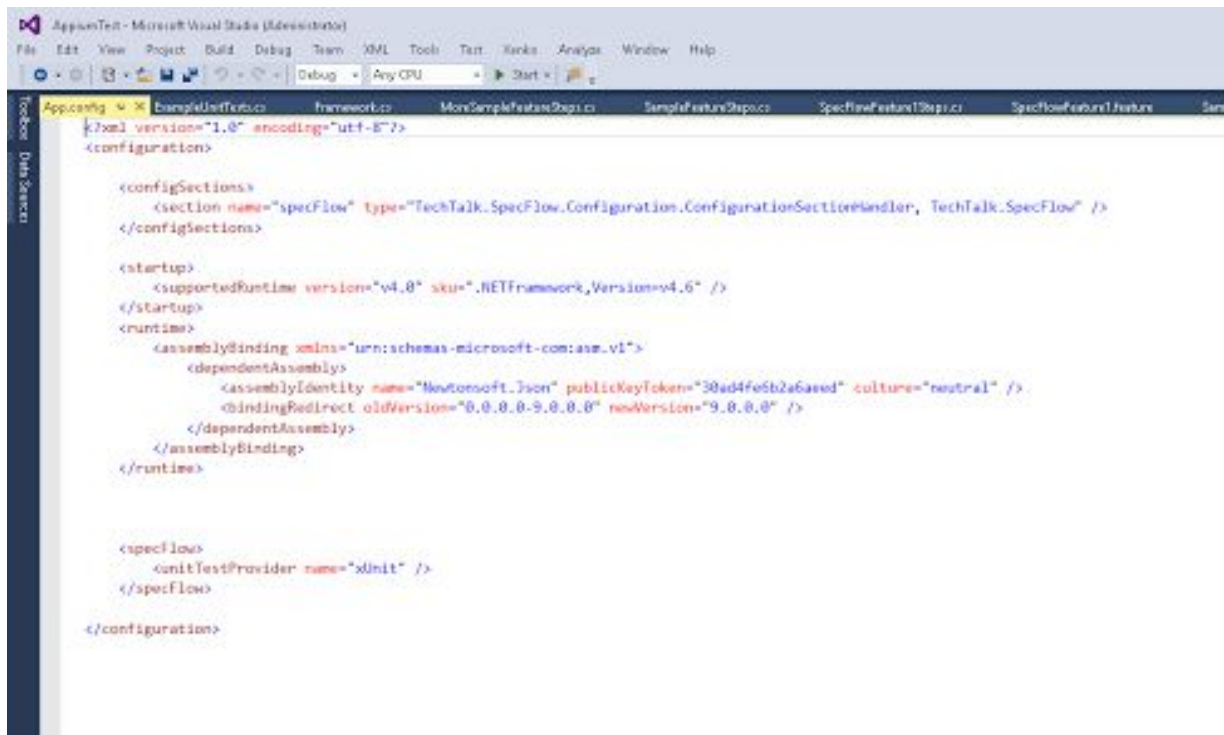 AppiumTest - Microsoft Visual Studio (Administrator)
File Edit View Project Build Debug Team XML Tools Test Xenko Analyze Window Help
Debug Any CPU Start
App.config ExampleUnitTests.cs Framework.cs MoreSampleFeatureSteps.cs SampleFeatureSteps.cs SpecFlowFeature1Steps.cs SpecFlowFeature1.feature Sam
Toolbox
Data Sources
<?xml version="1.0" encoding="utf-8"?>
<configuration>
<configSections>
<section name="specFlow" type="TechTalk.SpecFlow.Configuration.ConfigurationSectionHandler, TechTalk.SpecFlow" />
</configSections>
<startup>
<supportedRuntime version="v4.0" sku=".NETFramework,Version=v4.6" />
</startup>
<runtime>
<assemblyBinding xmlns="urn:schemas-microsoft-com:asm.v1">
<dependentAssembly>
<assemblyIdentity name="Newtonsoft.Json" publicKeyToken="30ad4fe6b2a6aeed" culture="neutral" />
<bindingRedirect oldVersion="0.0.0.0-9.0.0.0" newVersion="9.0.0.0" />
</dependentAssembly>
</assemblyBinding>
</runtime>
<specFlow>
<unitTestProvider name="xUnit" />
</specFlow>
</configuration>